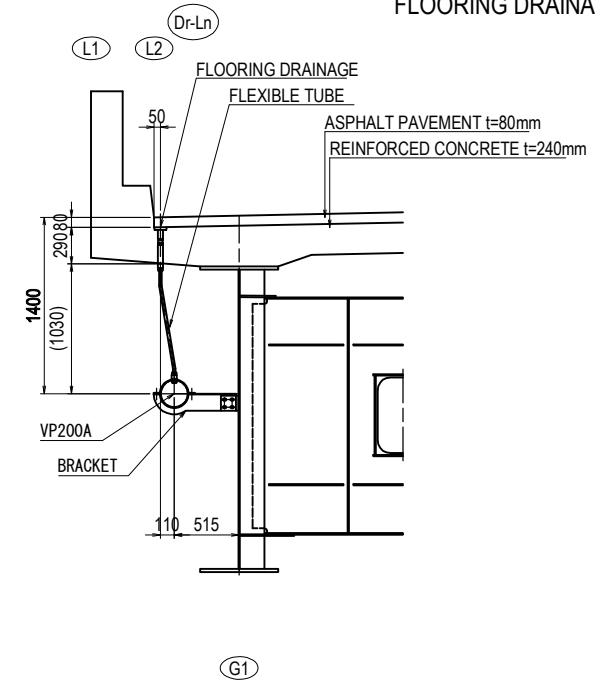 FLOORING DRAINA
Dr-Ln
L1
L2
FLOORING DRAINAGE
FLEXIBLE TUBE
50
ASPHALT PAVEMENT t=80mm
REINFORCED CONCRETE t=240mm
80
290
1400
(1030)
VP200A
BRACKET
110
515
G1